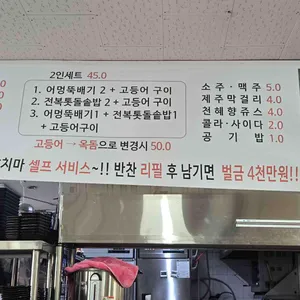 2인세트 45.0
1. 어멍뚝배기 2 + 고등어 구이
2. 전복톳돌솥밥 2 + 고등어 구이
3. 어멍뚝배기1 + 전복톳돌솥밥1
+ 고등어구이
고등어 → 옥돔으로 변경시 50.0
소주·맥주 5.0
제주막걸리 4.0
전혜향쥬스 4.0
콜라·사이다 2.0
공기밥 1.0
치마 셀프 서비스~!! 반찬 리필 후 남기면 벌금 4천만원!!